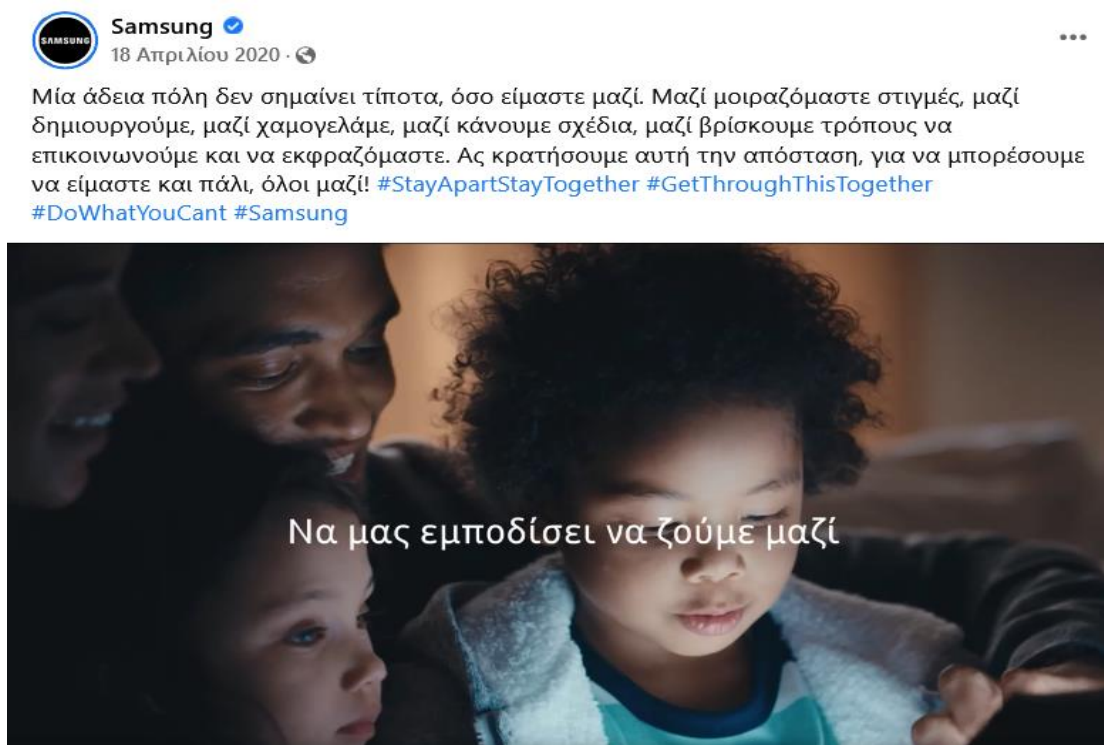 SAMSUNG
Samsung
18 Απριλίου 2020 ·
Μία άδεια πόλη δεν σημαίνει τίποτα, όσο είμαστε μαζί. Μαζί μοιραζόμαστε στιγμές, μαζί
δημιουργούμε, μαζί χαμογελάμε, μαζί κάνουμε σχέδια, μαζί βρίσκουμε τρόπους να
επικοινωνούμε και να εκφραζόμαστε. Ας κρατήσουμε αυτή την απόσταση, για να μπορέσουμε
να είμαστε και πάλι, όλοι μαζί! #StayApartStayTogether #GetThroughThisTogether
#DoWhatYouCant #Samsung
Να μας εμποδίσει να ζούμε μαζί